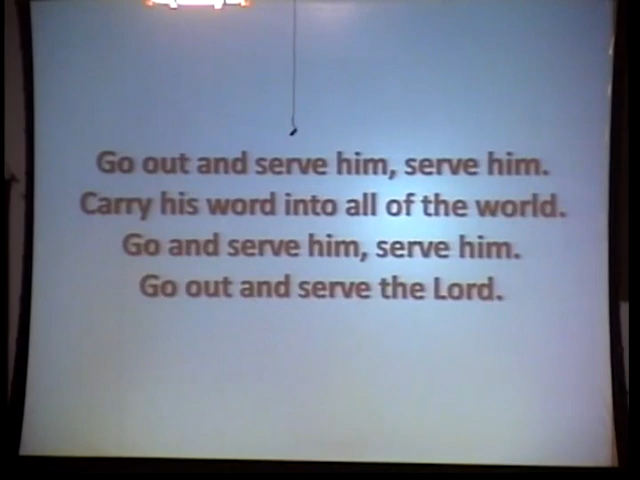 Go out and serve him, serve him.
Carry his word into all of the world.
Go and serve him, serve him.
Go out and serve the Lord.